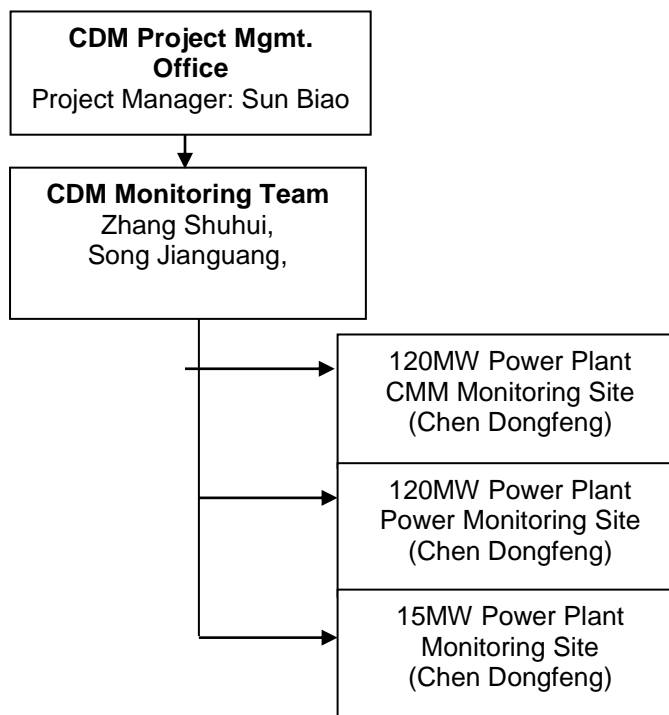 CDM Project Mgmt.
Office
Project Manager: Sun Biao
CDM Monitoring Team
Zhang Shuhui,
Song Jianguang,
120MW Power Plant
CMM Monitoring Site
(Chen Dongfeng)
120MW Power Plant
Power Monitoring Site
(Chen Dongfeng)
15MW Power Plant
Monitoring Site
(Chen Dongfeng)